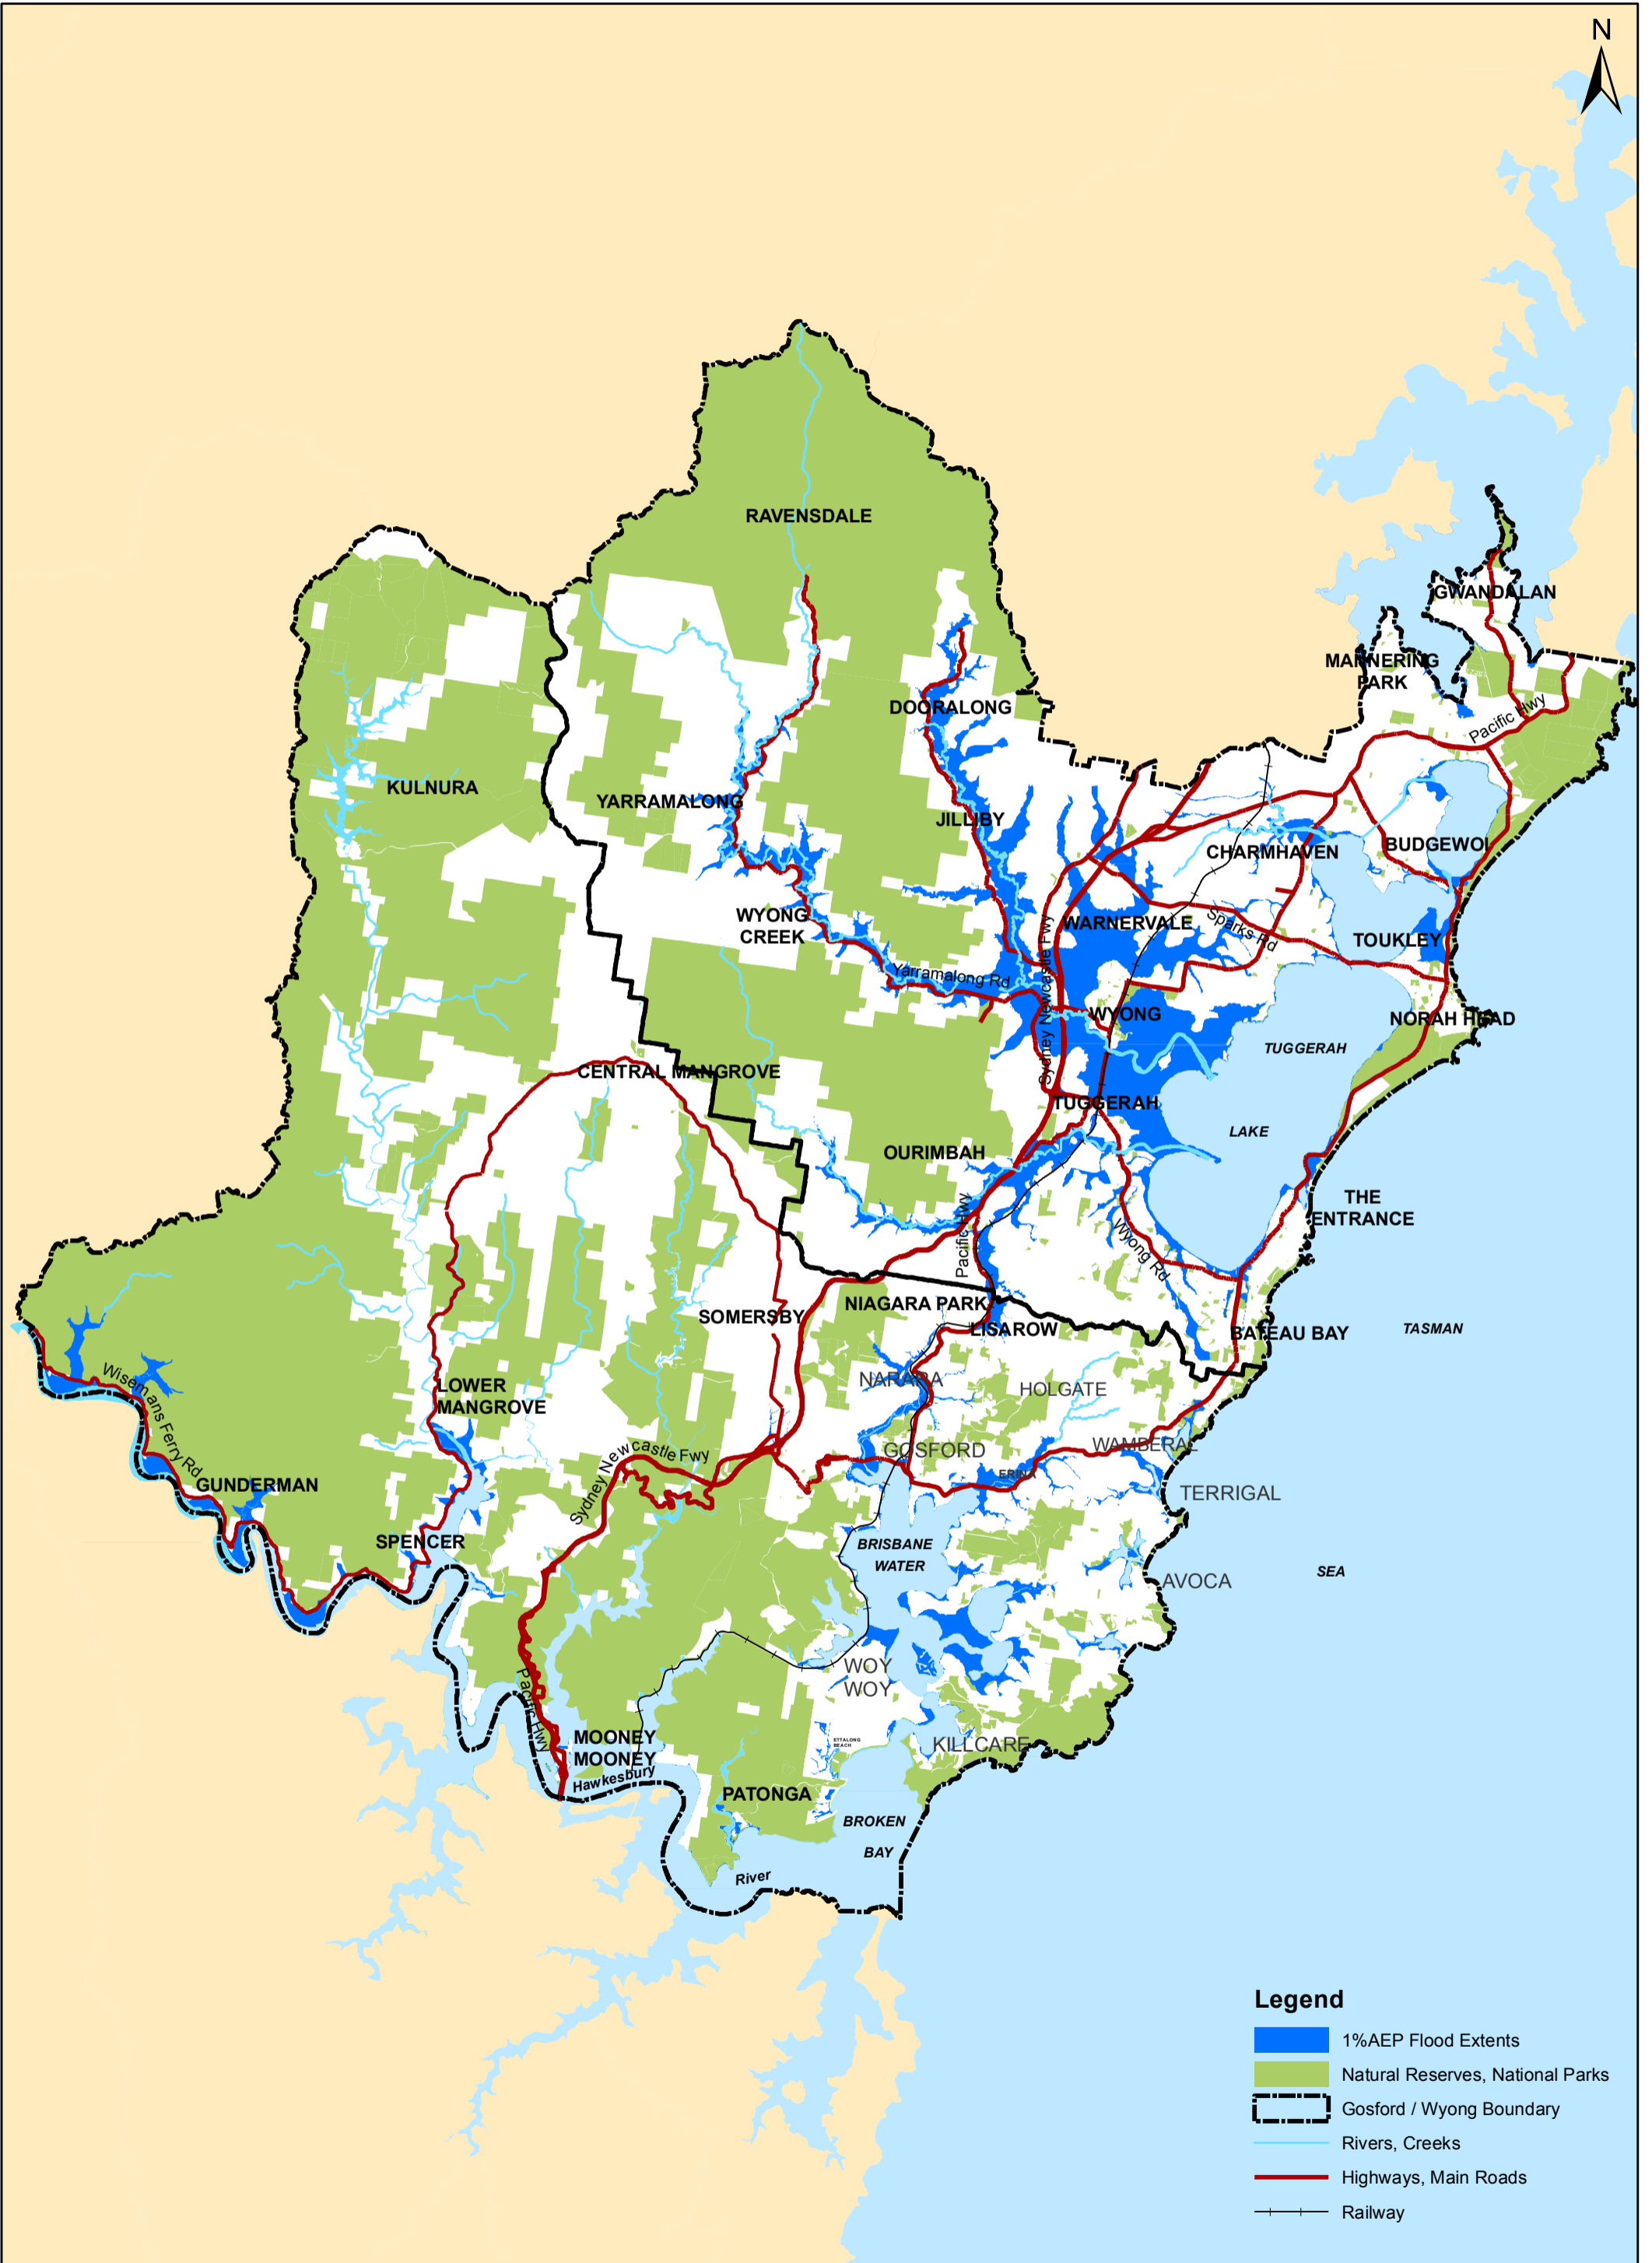 N
RAVENSDALE
GWANDALAN
MANNERING
PARK
DOORALONG
Pacific Hwy
KULNURA
YARRAMALONG
JILLIBY
CHARMHAVEN
BUDGEWOI
WYONG
CREEK
WARNERVALE
Sparks Rd
TOUKLEY
Yarramalong Rd
Sydney Newcastle Fwy
WYONG
NORAH HEAD
TUGGERAH
CENTRAL MANGROVE
TUGGERAH
LAKE
OURIMBAH
THE
ENTRANCE
Pacific Hwy
Wyong Rd
SOMERSBY
NIAGARA PARK
LISAROW
BATEAU BAY
TASMAN
Wisemans Ferry Rd
LOWER
MANGROVE
NARARA
HOLGATE
Sydney Newcastle Fwy
GOSFORD
WAMBERAL
ERINA
GUNDERMAN
TERRIGAL
SPENCER
BRISBANE
WATER
AVOCA
SEA
WOY
WOY
Pacific Hwy
MOONEY
MOONEY
ETTALONG
BEACH
KILLCARE
Hawkesbury
PATONGA
BROKEN
BAY
River
Legend
1%AEP Flood Extents
Natural Reserves, National Parks
Gosford / Wyong Boundary
Rivers, Creeks
Highways, Main Roads
Railway